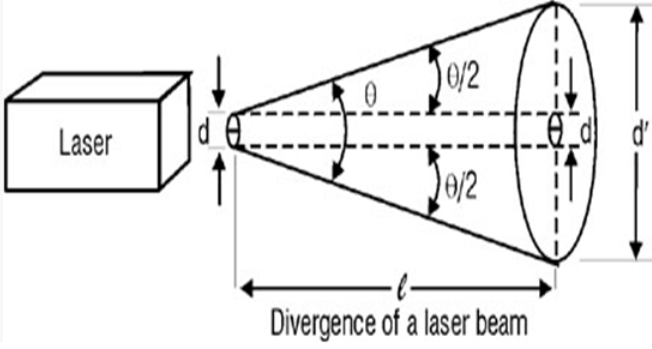 Laser
d
θ
θ/2
θ/2
d
d'
ℓ
Divergence of a laser beam